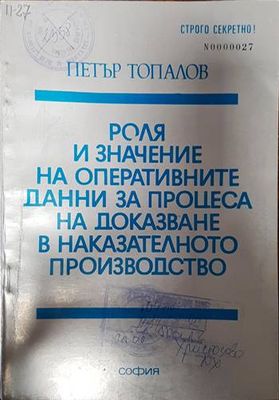 11-27
СТРОГО СЕКРЕТНО!
N0000027
ПЕТЪР ТОПАЛОВ
РОЛЯ
И ЗНАЧЕНИЕ
НА ОПЕРАТИВНИТЕ
ДАННИ ЗА ПРОЦЕСА
НА ДОКАЗВАНЕ
В НАКАЗАТЕЛНОТО
ПРОИЗВОДСТВО
СОФИЯ